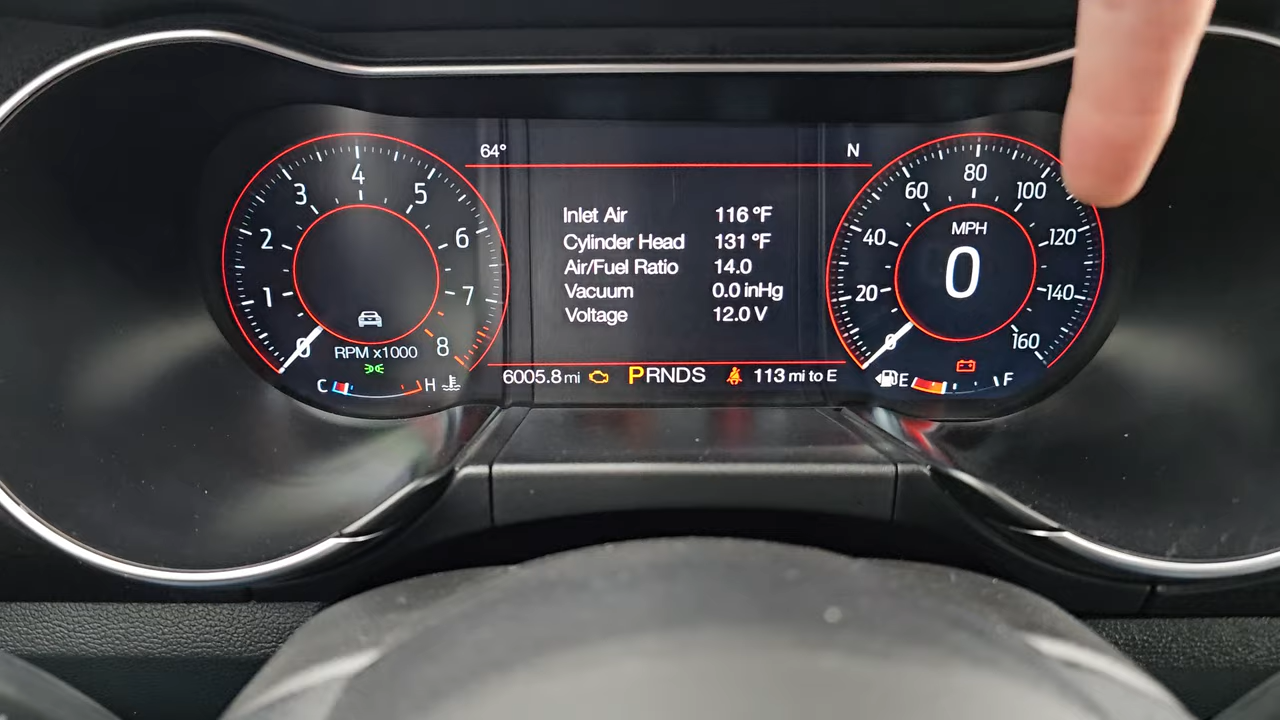 64° N
Inlet Air 116 °F
Cylinder Head 131 °F
Air/Fuel Ratio 14.0
Vacuum 0.0 inHg
Voltage 12.0 V
0 1 2 3 4 5 6 7 8
RPM x1000
C H
0 20 40 60 80 100 120 140 160
MPH
0
E F
6005.8 mi PRNDS 113 mi to E